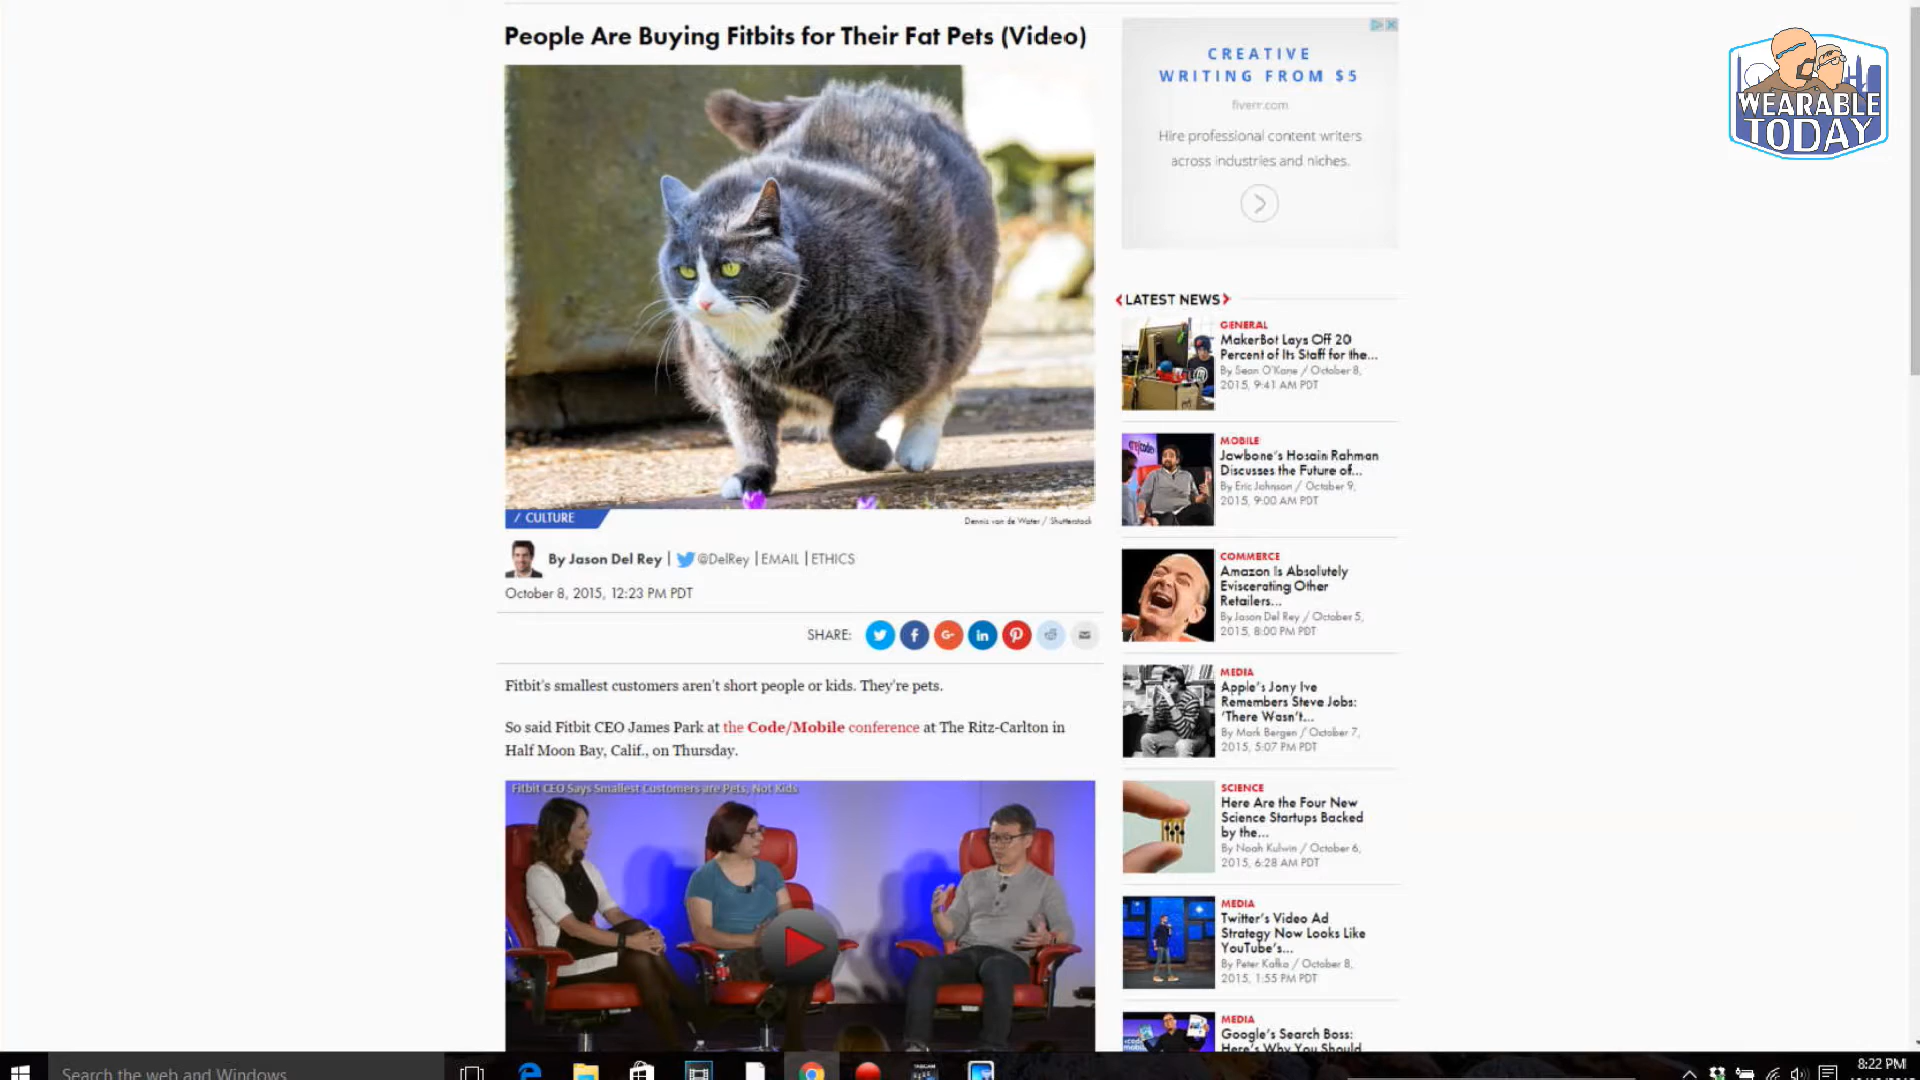 People Are Buying Fitbits for Their Fat Pets (Video)
/ CULTURE
Dennis van de Water / Shutterstock
By Jason Del Rey | @DelRey | EMAIL | ETHICS
October 8, 2015, 12:23 PM PDT
SHARE:
Fitbit's smallest customers aren't short people or kids. They're pets.
So said Fitbit CEO James Park at the Code/Mobile conference at The Ritz-Carlton in
Half Moon Bay, Calif., on Thursday.
Fitbit CEO Says Smallest Customers are Pets, Not Kids
CREATIVE
WRITING FROM $5
fiverr.com
Hire professional content writers
across industries and niches.
LATEST NEWS
GENERAL
MakerBot Lays Off 20
Percent of Its Staff for the...
By Sean O'Kane / October 8,
2015, 9:41 AM PDT
MOBILE
Jawbone's Hosain Rahman
Discusses the Future of...
By Eric Johnson / October 9,
2015, 9:00 AM PDT
COMMERCE
Amazon Is Absolutely
Eviscerating Other
Retailers...
By Jason Del Rey / October 5,
2015, 8:00 PM PDT
MEDIA
Apple's Jony Ive
Remembers Steve Jobs:
'There Wasn't...
By Mark Bergen / October 7,
2015, 5:07 PM PDT
SCIENCE
Here Are the Four New
Science Startups Backed
by the...
By Noah Kulwin / October 6,
2015, 6:28 AM PDT
MEDIA
Twitter's Video Ad
Strategy Now Looks Like
YouTube's...
By Peter Kafka / October 8,
2015, 1:55 PM PDT
MEDIA
Google's Search Boss:
Here's Why You Should
WEARABLE
TODAY
Search the web and Windows
8:22 PM